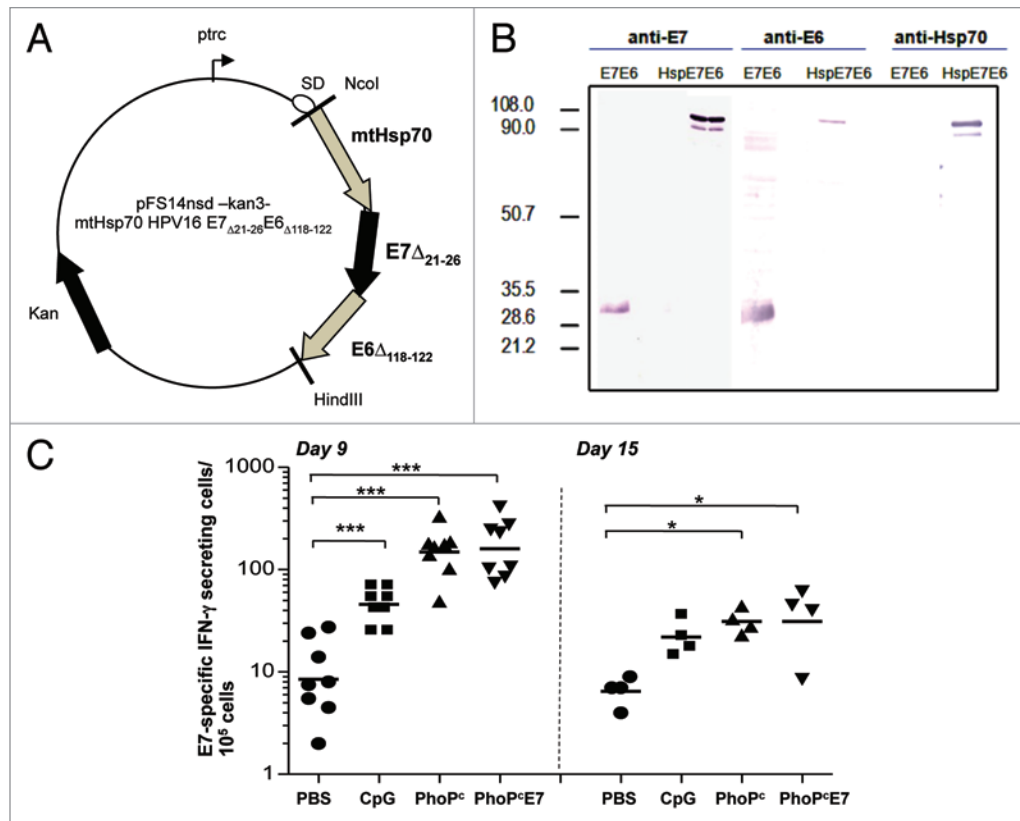 A
ptrc
SD
NcoI
mtHsp70
pFS14nsd –kan3-
mtHsp70 HPV16 E7Δ21-26E6Δ118-122
E7Δ21-26
Kan
E6Δ118-122
HindIII
B
anti-E7 anti-E6 anti-Hsp70
E7E6 HspE7E6 E7E6 HspE7E6 E7E6 HspE7E6
108.0
90.0
50.7
35.5
28.6
21.2
C
Day 9 Day 15
E7-specific IFN-γ secreting cells/
10⁵ cells
1000
100
10
1
***
***
***
*
*
PBS CpG PhoPᶜ PhoPᶜE7 PBS CpG PhoPᶜ PhoPᶜE7